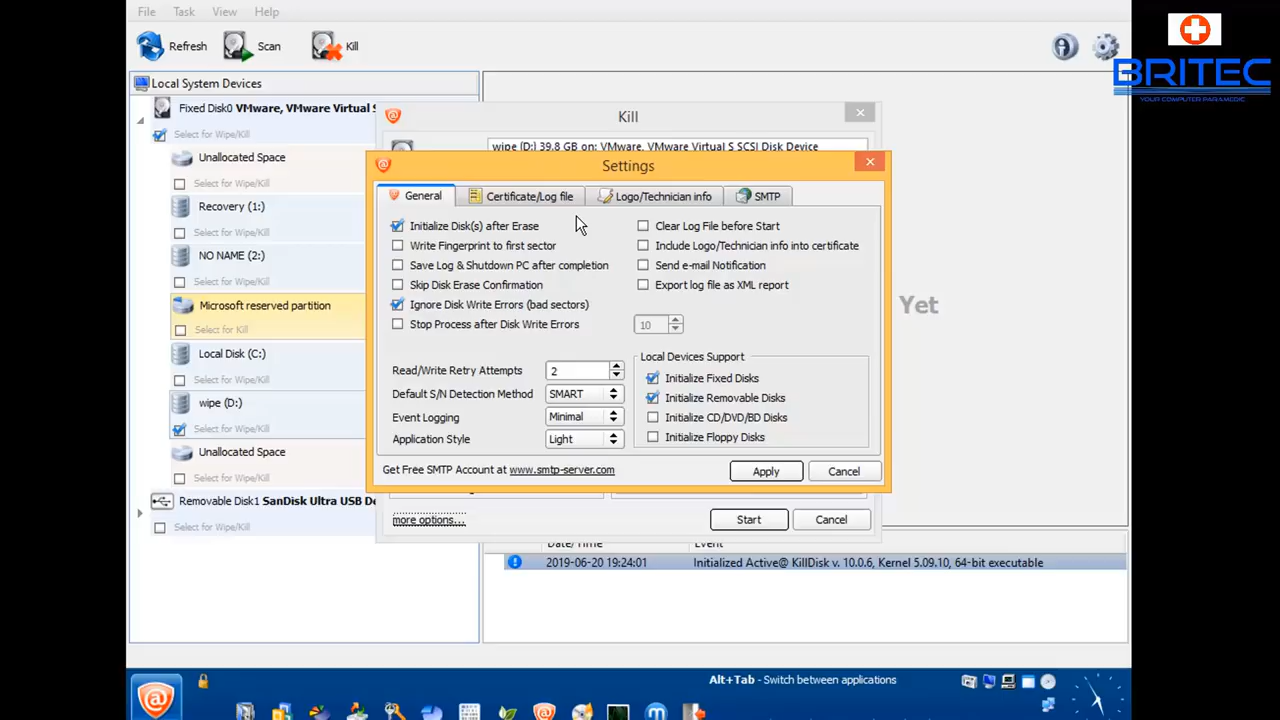 File Task View Help
BRITEC
YOUR COMPUTER PARAMEDIC
Refresh Scan Kill
Local System Devices
Fixed Disk0 VMware, VMware Virtual S
Select for Wipe/Kill
Unallocated Space
Select for Wipe/Kill
Recovery (1:)
Select for Wipe/Kill
NO NAME (2:)
Select for Wipe/Kill
Microsoft reserved partition
Select for Kill
Local Disk (C:)
Select for Wipe/Kill
wipe (D:)
Select for Wipe/Kill
Unallocated Space
Select for Wipe/Kill
Removable Disk1 SanDisk Ultra USB De
Select for Wipe/Kill
Kill
wipe (D:) 39.8 GB on: VMware, VMware Virtual S SCSI Disk Device
Settings
General Certificate/Log file Logo/Technician info SMTP
Initialize Disk(s) after Erase
Write Fingerprint to first sector
Save Log & Shutdown PC after completion
Skip Disk Erase Confirmation
Ignore Disk Write Errors (bad sectors)
Stop Process after Disk Write Errors
10
Clear Log File before Start
Include Logo/Technician info into certificate
Send e-mail Notification
Export log file as XML report
Read/Write Retry Attempts 2
Default S/N Detection Method SMART
Event Logging Minimal
Application Style Light
Local Devices Support
Initialize Fixed Disks
Initialize Removable Disks
Initialize CD/DVD/BD Disks
Initialize Floppy Disks
Get Free SMTP Account at www.smtp-server.com
Apply Cancel
Yet
more options... Start Cancel
Date/Time Event
2019-06-20 19:24:01 Initialized Active@ KillDisk v. 10.0.6, Kernel 5.09.10, 64-bit executable
Alt+Tab - Switch between applications